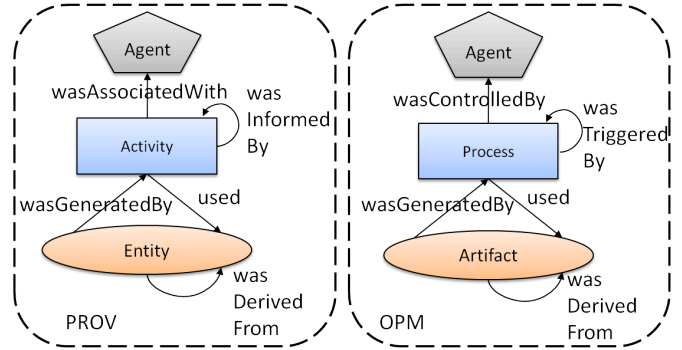 Agent
wasAssociatedWith
was
Informed
By
Activity
wasGeneratedBy
used
Entity
was
Derived
From
PROV
Agent
wasControlledBy
was
Triggered
By
Process
wasGeneratedBy
used
Artifact
was
Derived
From
OPM